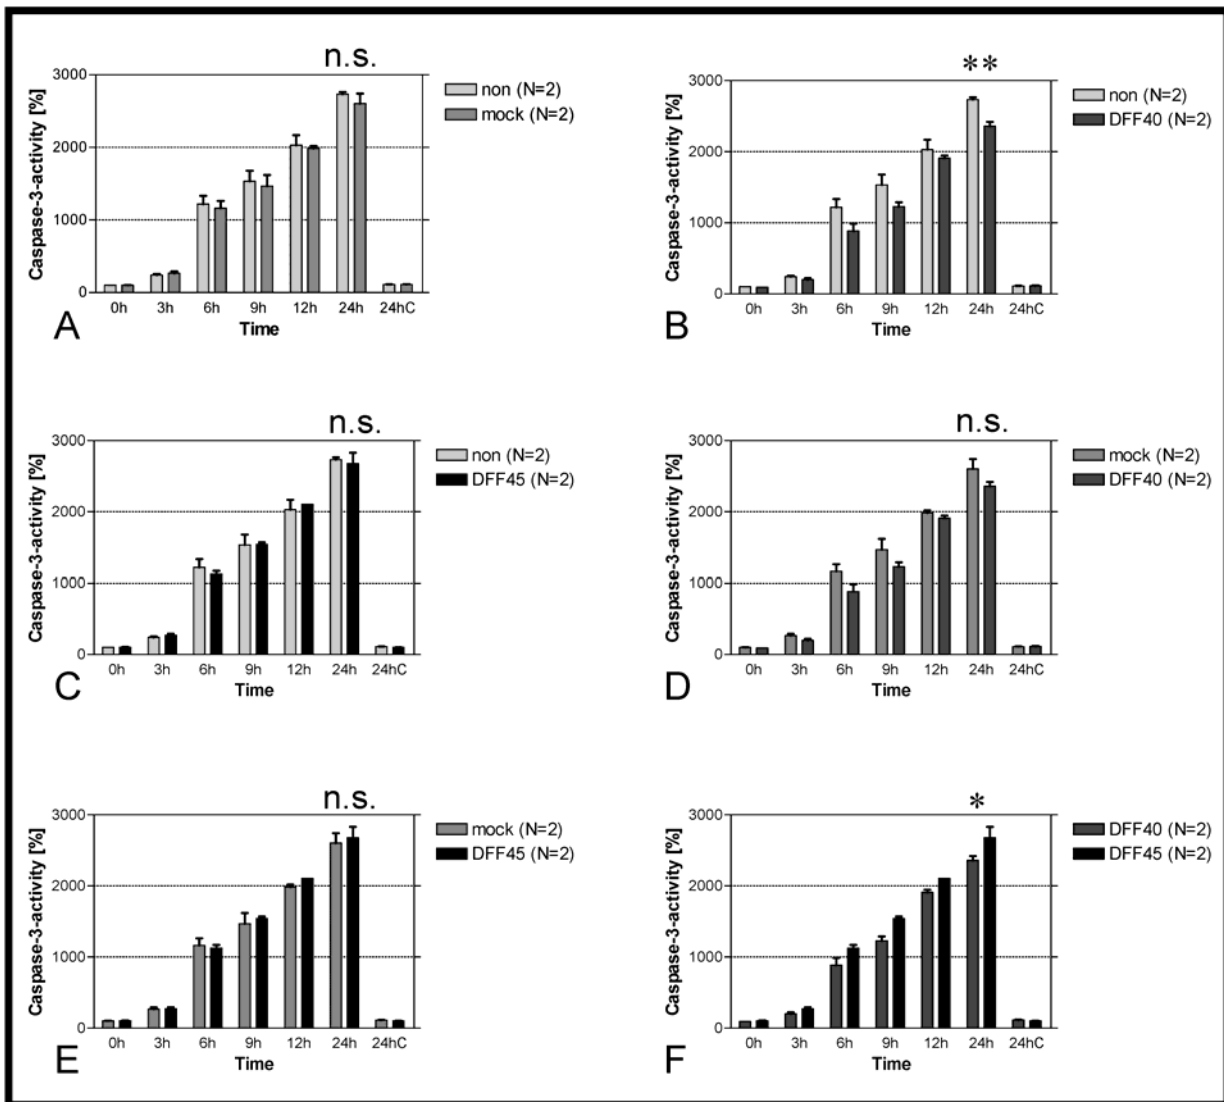 n.s.
3000
2000
1000
0
Caspase-3-activity [%]
non (N=2)
mock (N=2)
0h 3h 6h 9h 12h 24h 24hC
Time
A
**
3000
2000
1000
0
Caspase-3-activity [%]
non (N=2)
DFF40 (N=2)
0h 3h 6h 9h 12h 24h 24hC
Time
B
n.s.
3000
2000
1000
0
Caspase-3-activity [%]
non (N=2)
DFF45 (N=2)
0h 3h 6h 9h 12h 24h 24hC
Time
C
n.s.
3000
2000
1000
0
Caspase-3-activity [%]
mock (N=2)
DFF40 (N=2)
0h 3h 6h 9h 12h 24h 24hC
Time
D
n.s.
3000
2000
1000
0
Caspase-3-activity [%]
mock (N=2)
DFF45 (N=2)
0h 3h 6h 9h 12h 24h 24hC
Time
E
*
3000
2000
1000
0
Caspase-3-activity [%]
DFF40 (N=2)
DFF45 (N=2)
0h 3h 6h 9h 12h 24h 24hC
Time
F